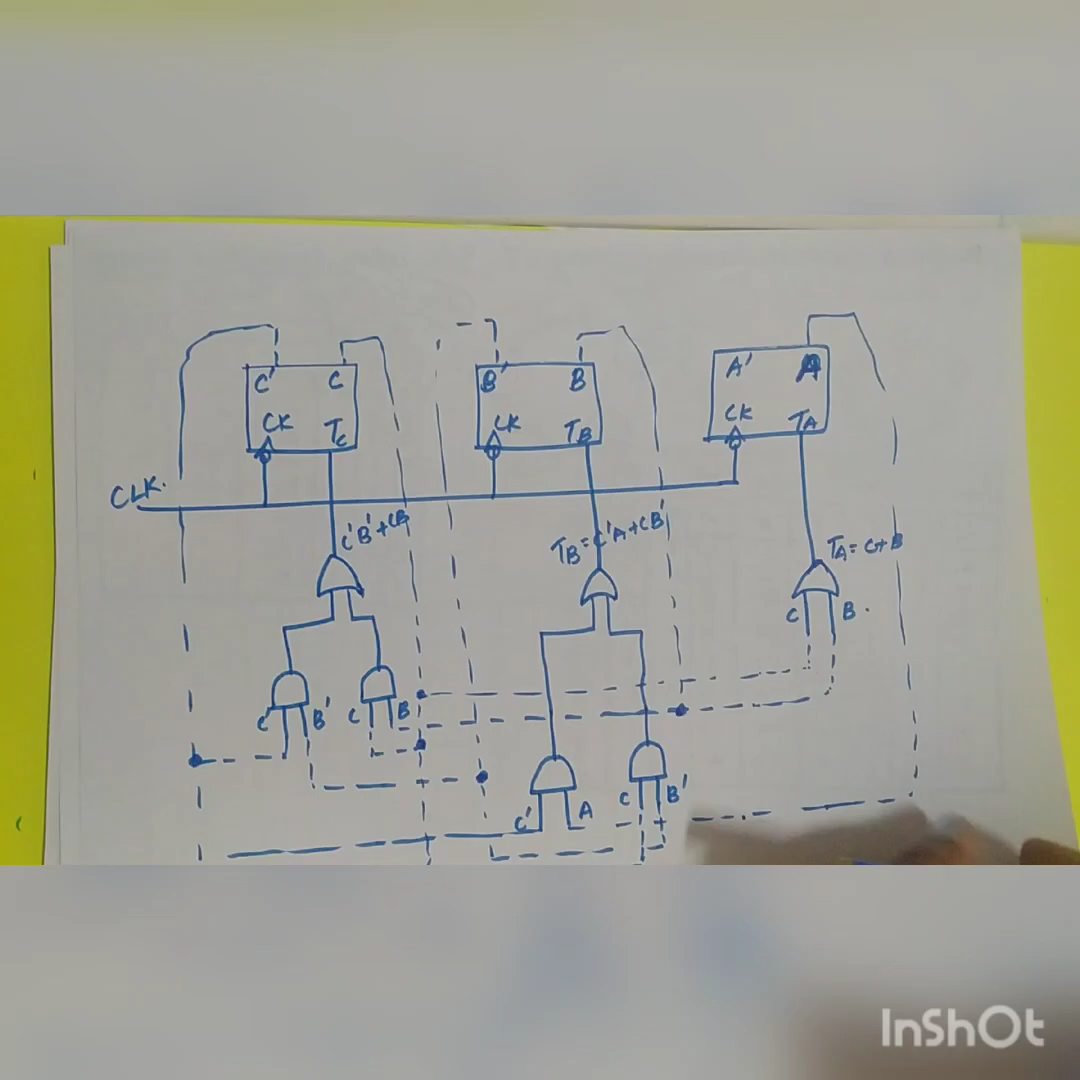 C' C
B' B
A' A
CK TC
CK TB
CK TA
CLK.
C'B'+CB
TB=C'A+CB'
TA=C+B
C B.
C' B' C B
C' A C B'
InShOt